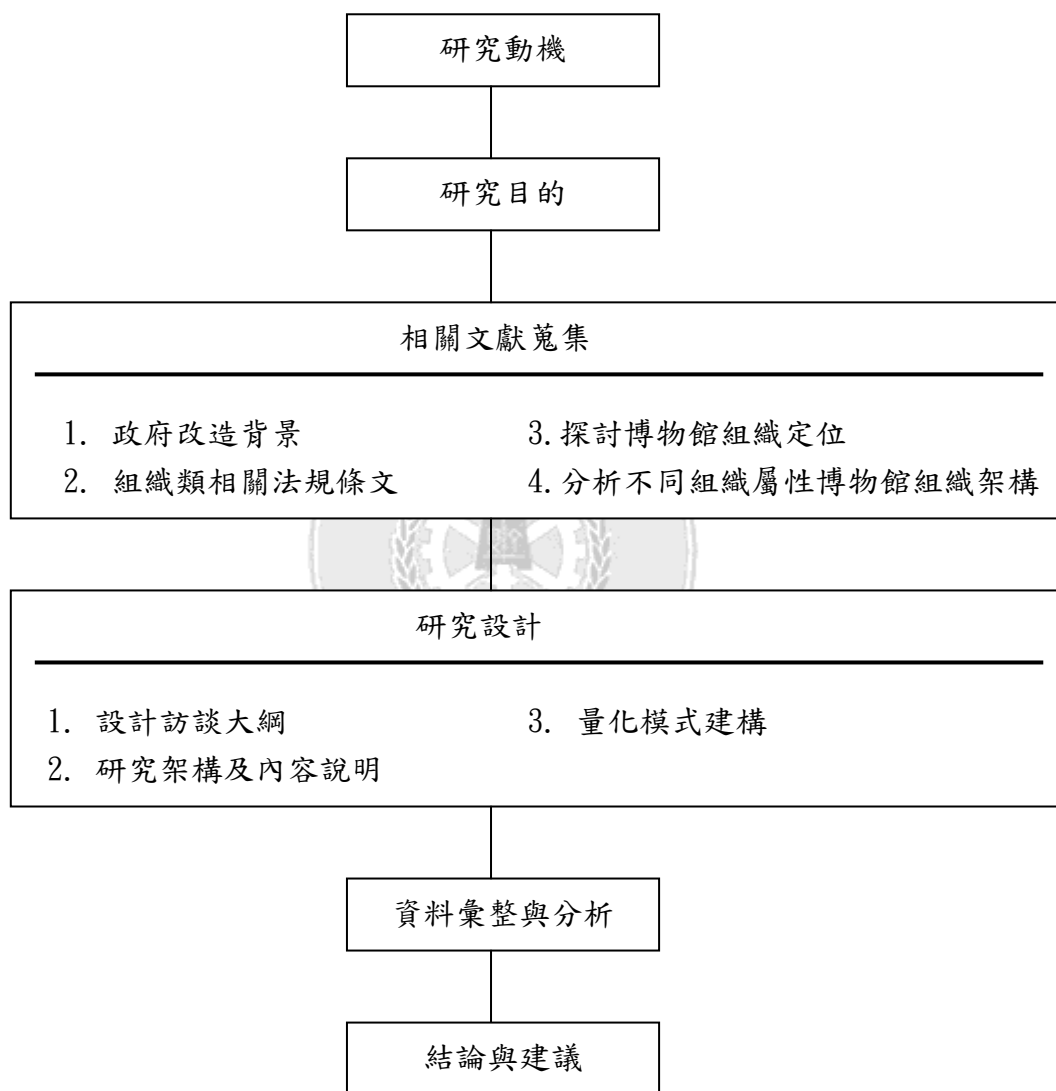 研究動機
研究目的
相關文獻蒐集
1. 政府改造背景
2. 組織類相關法規條文
3.探討博物館組織定位
4.分析不同組織屬性博物館組織架構
研究設計
1. 設計訪談大綱
2. 研究架構及內容說明
3. 量化模式建構
資料彙整與分析
結論與建議